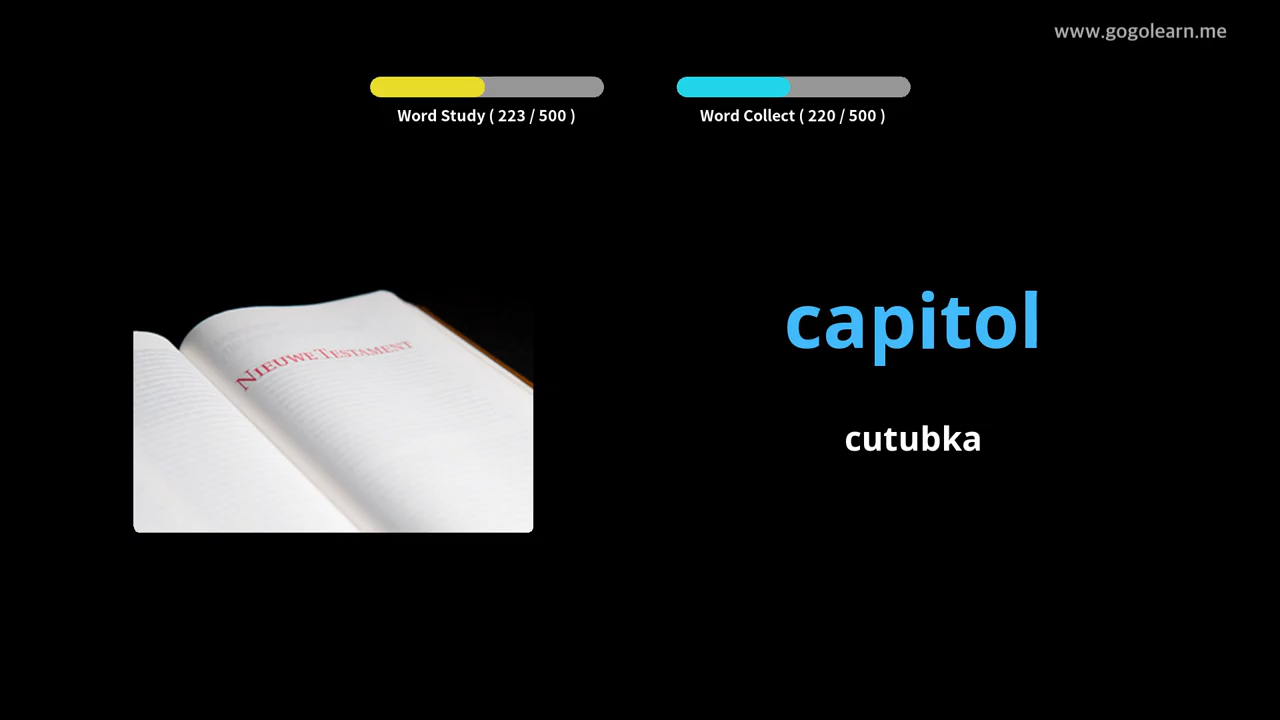 www.gogolearn.me
Word Study ( 223 / 500 )
Word Collect ( 220 / 500 )
NIEUWE TESTAMENT
capitol
cutubka